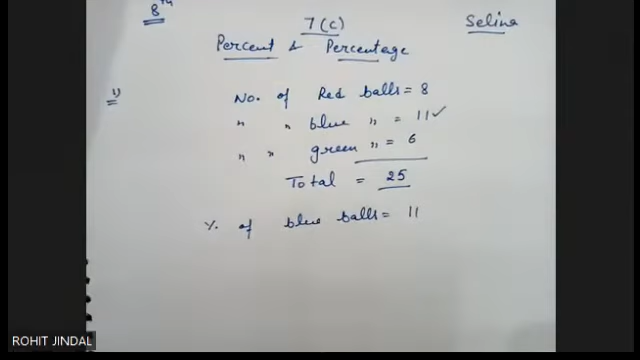 8th
7(c)
Selina
Percent & Percentage
1)
No. of Red balls = 8
" " blue " = 11 ✓
" " green " = 6
Total = 25
% of blue balls = 11
ROHIT JINDAL